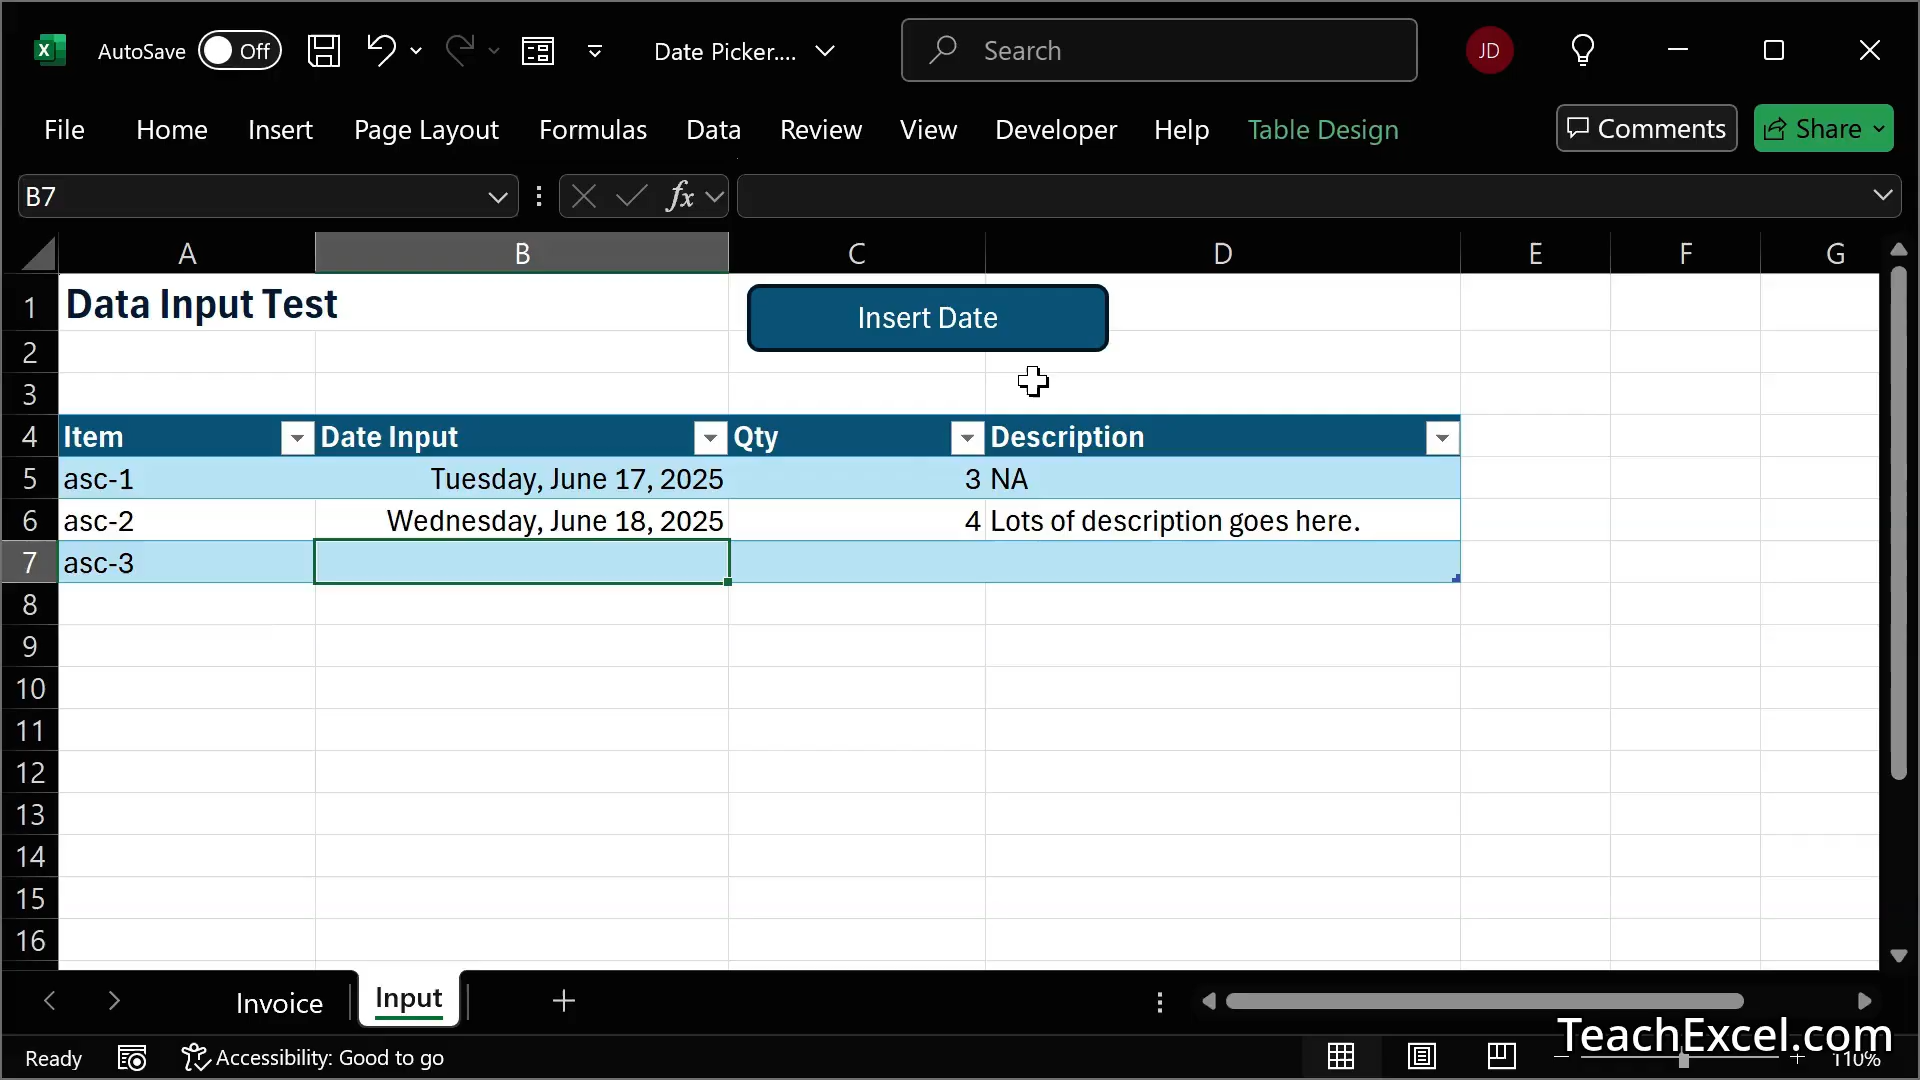 AutoSave Off Date Picker.... Search JD
File Home Insert Page Layout Formulas Data Review View Developer Help Table Design Comments Share
B7 fx
A B C D E F G
1 Data Input Test Insert Date
2
3
4 Item Date Input Qty Description
5 asc-1 Tuesday, June 17, 2025 3 NA
6 asc-2 Wednesday, June 18, 2025 4 Lots of description goes here.
7 asc-3
8
9
10
11
12
13
14
15
16
Invoice Input
TeachExcel.com
Ready Accessibility: Good to go 110%